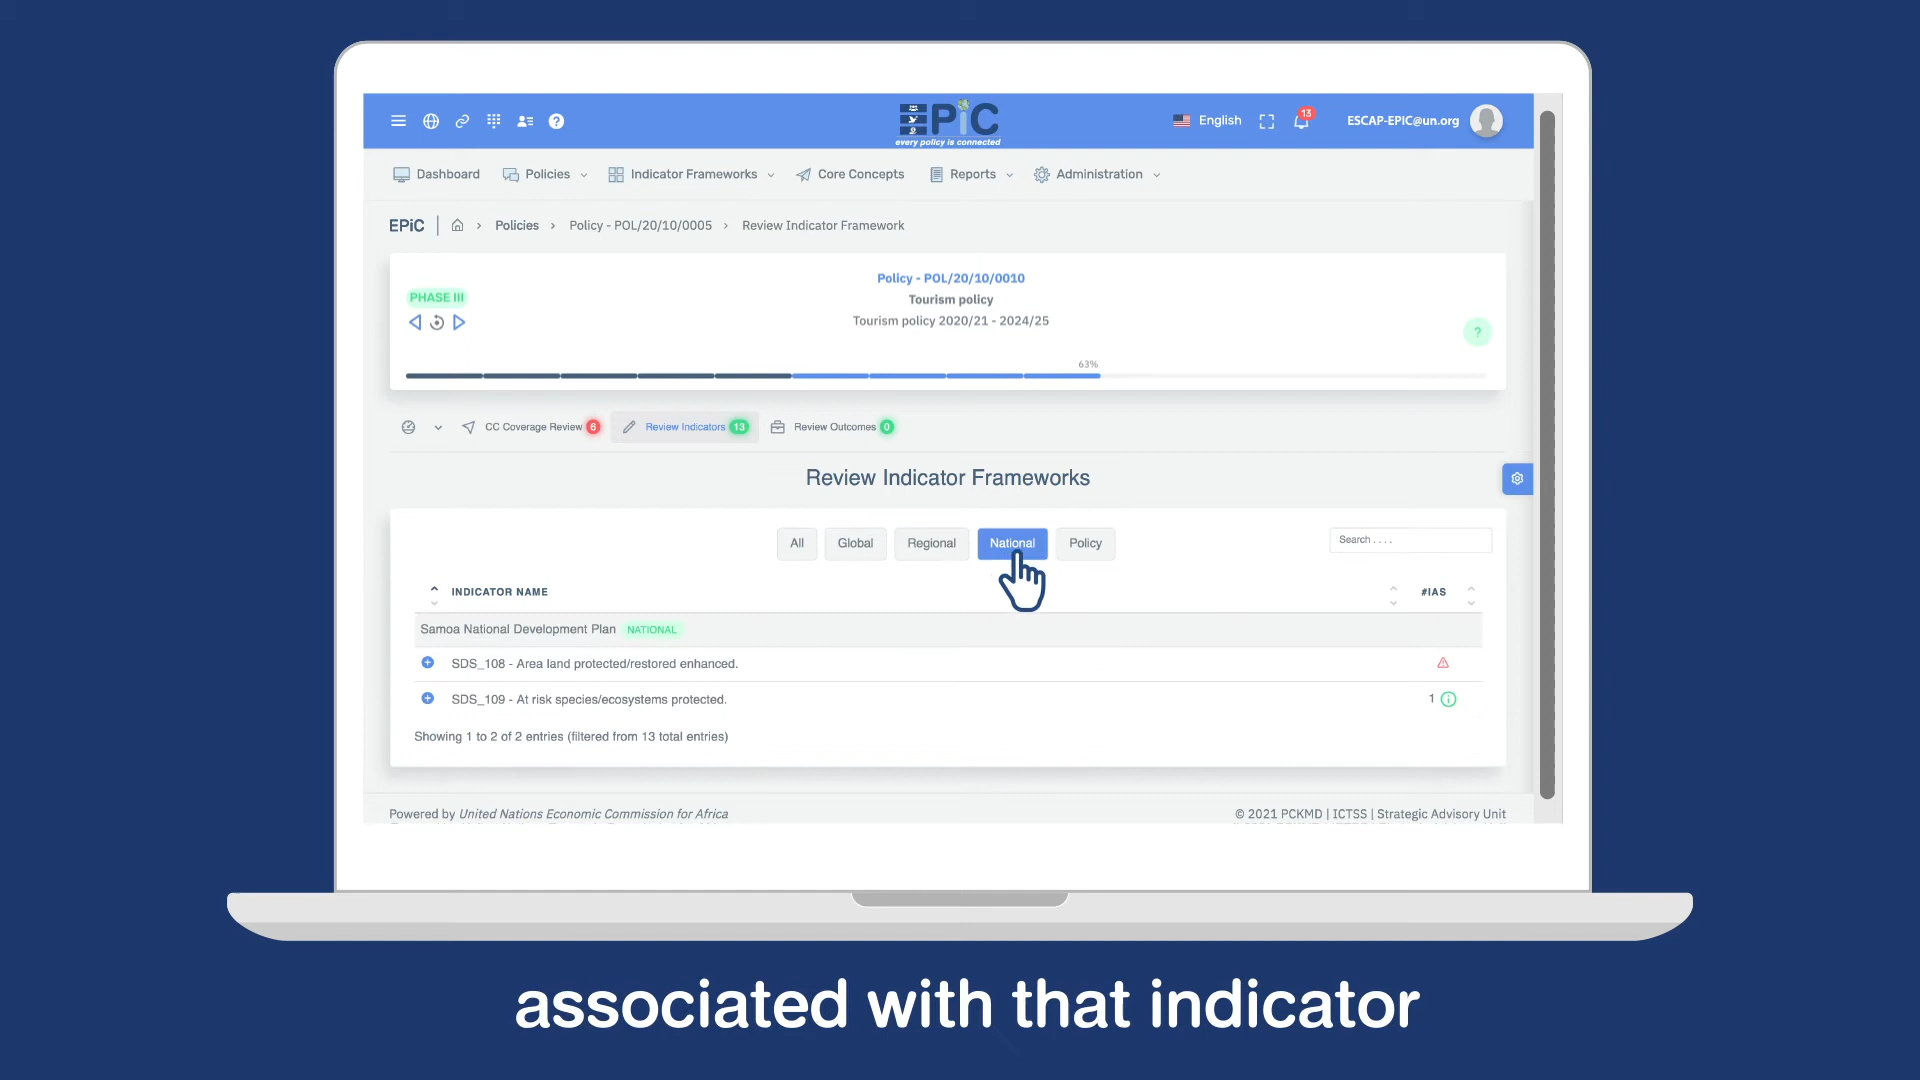 EPiC
every policy is connected
English
13
ESCAP-EPIC@un.org
Dashboard
Policies
Indicator Frameworks
Core Concepts
Reports
Administration
EPiC
Policies
Policy - POL/20/10/0005
Review Indicator Framework
Policy - POL/20/10/0010
PHASE III
Tourism policy
Tourism policy 2020/21 - 2024/25
?
63%
CC Coverage Review 6
Review Indicators 13
Review Outcomes 0
Review Indicator Frameworks
All
Global
Regional
National
Policy
Search . . . .
INDICATOR NAME
#IAS
Samoa National Development Plan NATIONAL
SDS_108 - Area land protected/restored enhanced.
SDS_109 - At risk species/ecosystems protected.
1
Showing 1 to 2 of 2 entries (filtered from 13 total entries)
Powered by United Nations Economic Commission for Africa
© 2021 PCKMD | ICTSS | Strategic Advisory Unit
associated with that indicator